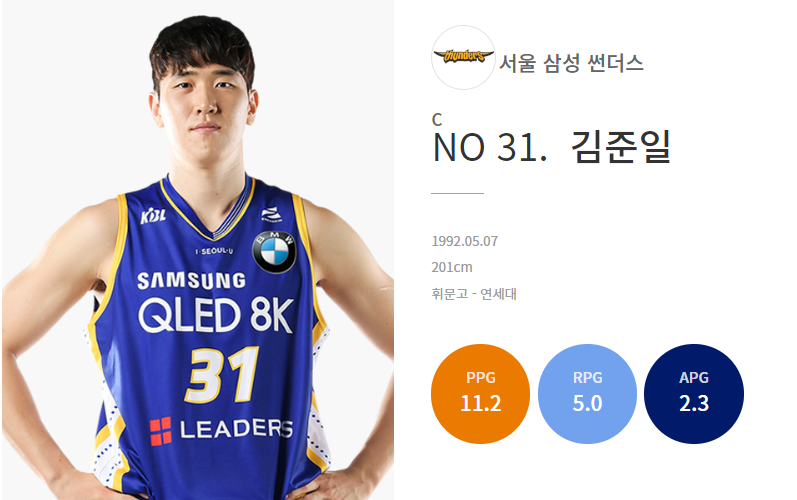 thunders
서울 삼성 썬더스
C
NO 31. 김준일
1992.05.07
201cm
휘문고 - 연세대
PPG
11.2
RPG
5.0
APG
2.3
KBL
BMW
I·SEOUL·U
SAMSUNG
QLED 8K
31
LEADERS